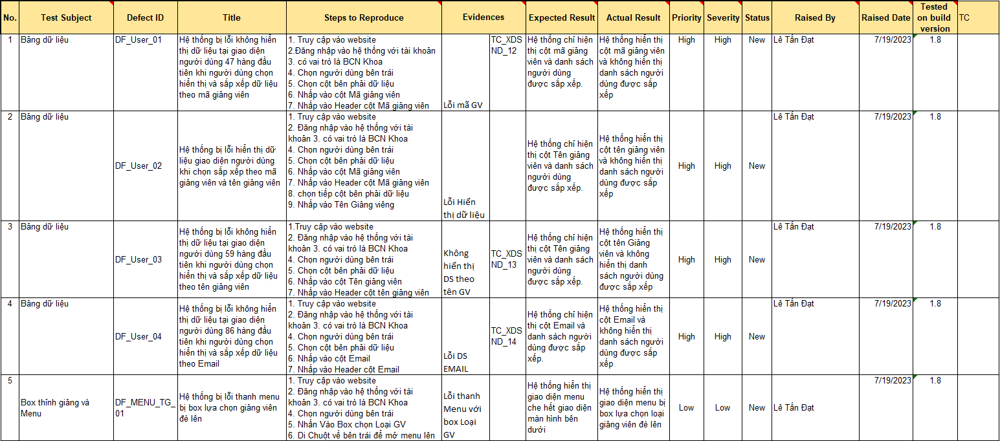 No.
Test Subject
Defect ID
Title
Steps to Reproduce
Evidences
Expected Result
Actual Result
Priority
Severity
Status
Raised By
Raised Date
Tested
on build
version
TC
1
Bảng dữ liệu
DF_User_01
Hệ thống bị lỗi không hiển
thị dữ liệu tại giao diện
người dùng 47 hàng đầu
tiên khi người dùng chọn
hiển thị và sắp xếp dữ liệu
theo mã giảng viên
1. Truy cập vào website
2.Đăng nhập vào hệ thống với tài khoản
3. có vai trò là BCN Khoa
4. Chọn người dùng bên trái
5. Chọn cột bên phải dữ liệu
6. Nhấp vào cột Mã giảng viên
7. Nhấp vào Header cột Mã giảng viên
Lỗi mã GV
TC_XDS
ND_12
Hệ thống chỉ hiện
thị cột mã giảng
viên và danh sách
người dùng
được sắp xếp.
Hệ thống hiển thị
cột mã giảng viên
và không hiển thị
danh sách người
dùng được sắp
xếp
High
High
New
Lê Tấn Đạt
7/19/2023
1.8
2
Bảng dữ liệu
DF_User_02
Hệ thống bị lỗi hiển thị dữ
liệu giao diện người dùng
khi chọn sắp xếp theo mã
giảng viên và tên giảng viên
1. Truy cập vào website
2. Đăng nhập vào hệ thống với tài
khoản 3. có vai trò là BCN Khoa
4. Chọn người dùng bên trái
5. Chọn cột bên phải dữ liệu
6. Nhấp vào cột Mã giảng viên
7. Nhấp vào Header cột Mã giảng viên
8. chọn tiếp cột bên phải dữ liệu
9. Nhấp vào Tên Giảng viêng
Lỗi Hiển
thị dữ liệu
Hệ thống chỉ hiện
thị cột Tên giảng
viên và danh sách
người dùng
được sắp xếp.
Hệ thống hiển thị
cột tên giảng viên
và không hiển thị
danh sách người
dùng được sắp
xếp
High
High
New
Lê Tấn Đạt
7/19/2023
1.8
3
Bảng dữ liệu
DF_User_03
Hệ thống bị lỗi không hiển
thị dữ liệu tại giao diện
người dùng 59 hàng đầu
tiên khi người dùng chọn
hiển thị và sắp xếp dữ liệu
theo tên giảng viên
1.Truy cập vào website
2. Đăng nhập vào hệ thống với tài
khoản 3. có vai trò là BCN Khoa
4. Chọn người dùng bên trái
5. Chọn cột bên phải dữ liệu
6. Nhấp vào cột Tên giảng viên
7. Nhấp vào Header cột tên giảng viên
Không
hiển thị
DS theo
tên GV
TC_XDS
ND_13
Hệ thống chỉ hiện
thị cột Tên giảng
viên và danh sách
người dùng
được sắp xếp.
Hệ thống hiển thị
cột tên Giảng
viên và không
hiển thị danh
sách người dùng
được sắp xếp
High
High
New
Lê Tấn Đạt
7/19/2023
1.8
4
Bảng dữ liệu
DF_User_04
Hệ thống bị lỗi không hiển
thị dữ liệu tại giao diện
người dùng 86 hàng đầu
tiên khi người dùng chọn
hiển thị và sắp xếp dữ liệu
theo Email
1. Truy cập vào website
2. Đăng nhập vào hệ thống với tài
khoản 3. có vai trò là BCN Khoa
4. Chọn người dùng bên trái
5. Chọn cột bên phải dữ liệu
6. Nhấp vào cột Email
7. Nhấp vào Header cột Email
Lỗi DS
EMAIL
TC_XDS
ND_14
Hệ thống chỉ hiện
thị cột Email và
danh sách người
dùng được sắp
xếp.
Hệ thống hiển thị
cột Email và
không hiển thị
danh sách người
dùng được sắp
xếp
High
High
New
Lê Tấn Đạt
7/19/2023
1.8
5
Box thỉnh giảng và
Menu
DF_MENU_TG_
01
Hệ thống bị lỗi thanh menu
bị box lựa chọn giảng viên
đè lên
1. Truy cập vào website
2. Đăng nhập vào hệ thống với tài
khoản 3. có vai trò là BCN Khoa
4. Chọn người dùng bên trái
5. Nhấn Vào Box chọn Loại GV
6. Di Chuột về bên trái để mở menu lên
Lỗi thanh
Menu với
box Loại
GV
Hệ thống hiển thị
giao diện menu
che hết giao diện
màn hình bên
dưới
Hệ thống hiển thị
giao diện menu bị
box lựa chọn loại
giảng viên đè lên
Low
Low
New
Lê Tấn Đạt
7/19/2023
1.8